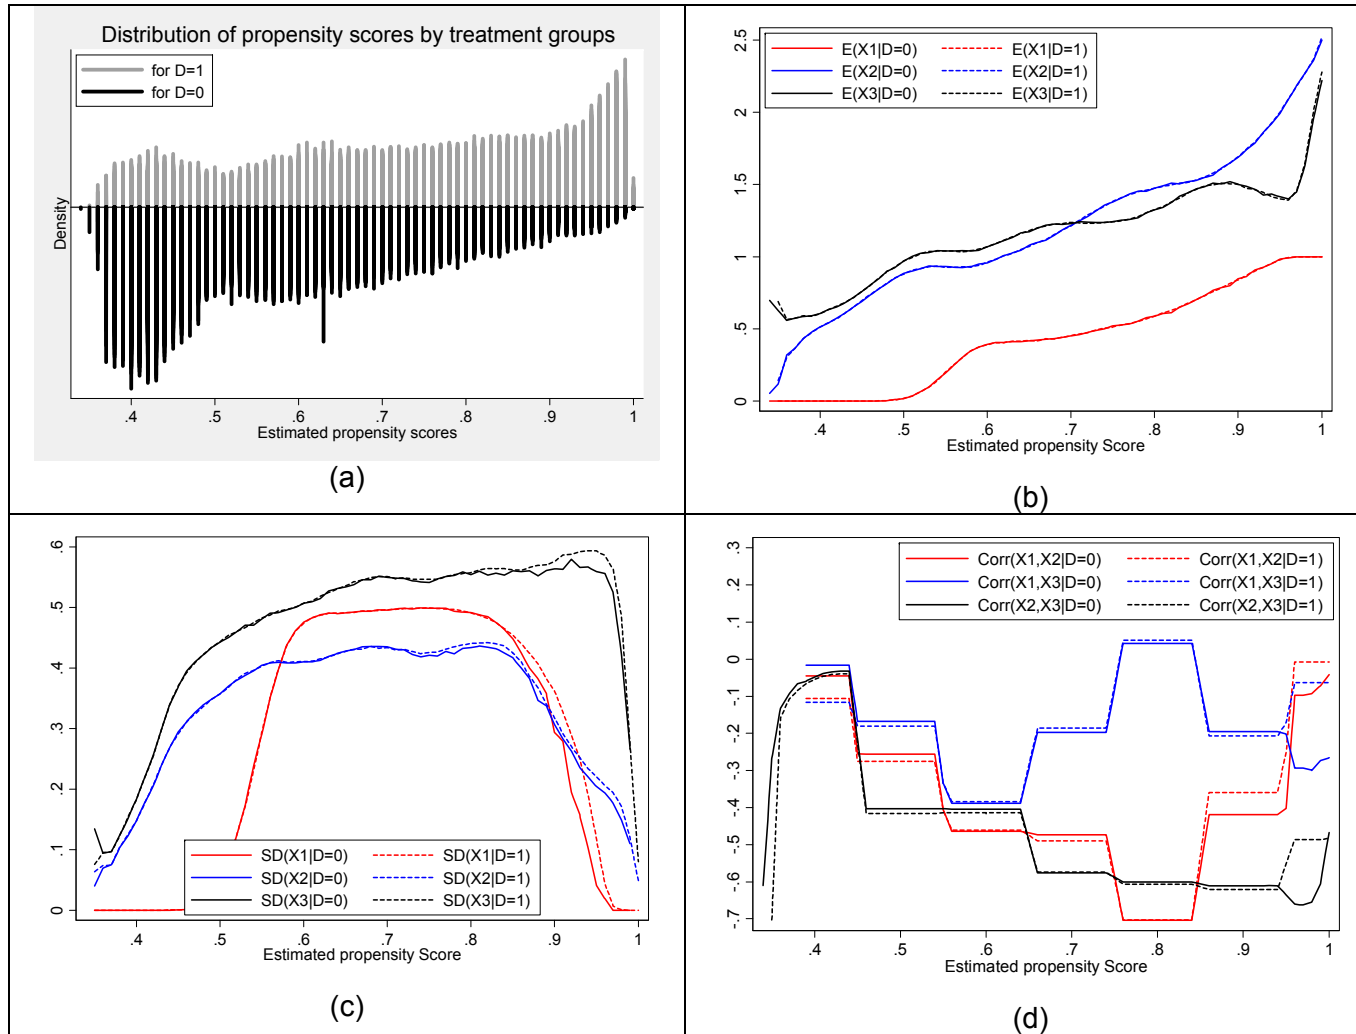 Distribution of propensity scores by treatment groups
for D=1
for D=0
Density
.4 .5 .6 .7 .8 .9 1
Estimated propensity scores
(a)
E(X1|D=0) E(X1|D=1)
E(X2|D=0) E(X2|D=1)
E(X3|D=0) E(X3|D=1)
2.5
2
1.5
1
.5
0
.4 .5 .6 .7 .8 .9 1
Estimated propensity Score
(b)
.6
.5
.4
.3
.2
.1
0
SD(X1|D=0) SD(X1|D=1)
SD(X2|D=0) SD(X2|D=1)
SD(X3|D=0) SD(X3|D=1)
.4 .5 .6 .7 .8 .9 1
Estimated propensity Score
(c)
Corr(X1,X2|D=0) Corr(X1,X2|D=1)
Corr(X1,X3|D=0) Corr(X1,X3|D=1)
Corr(X2,X3|D=0) Corr(X2,X3|D=1)
.3
.2
.1
0
-.1
-.2
-.3
-.4
-.5
-.6
-.7
.4 .5 .6 .7 .8 .9 1
Estimated propensity Score
(d)